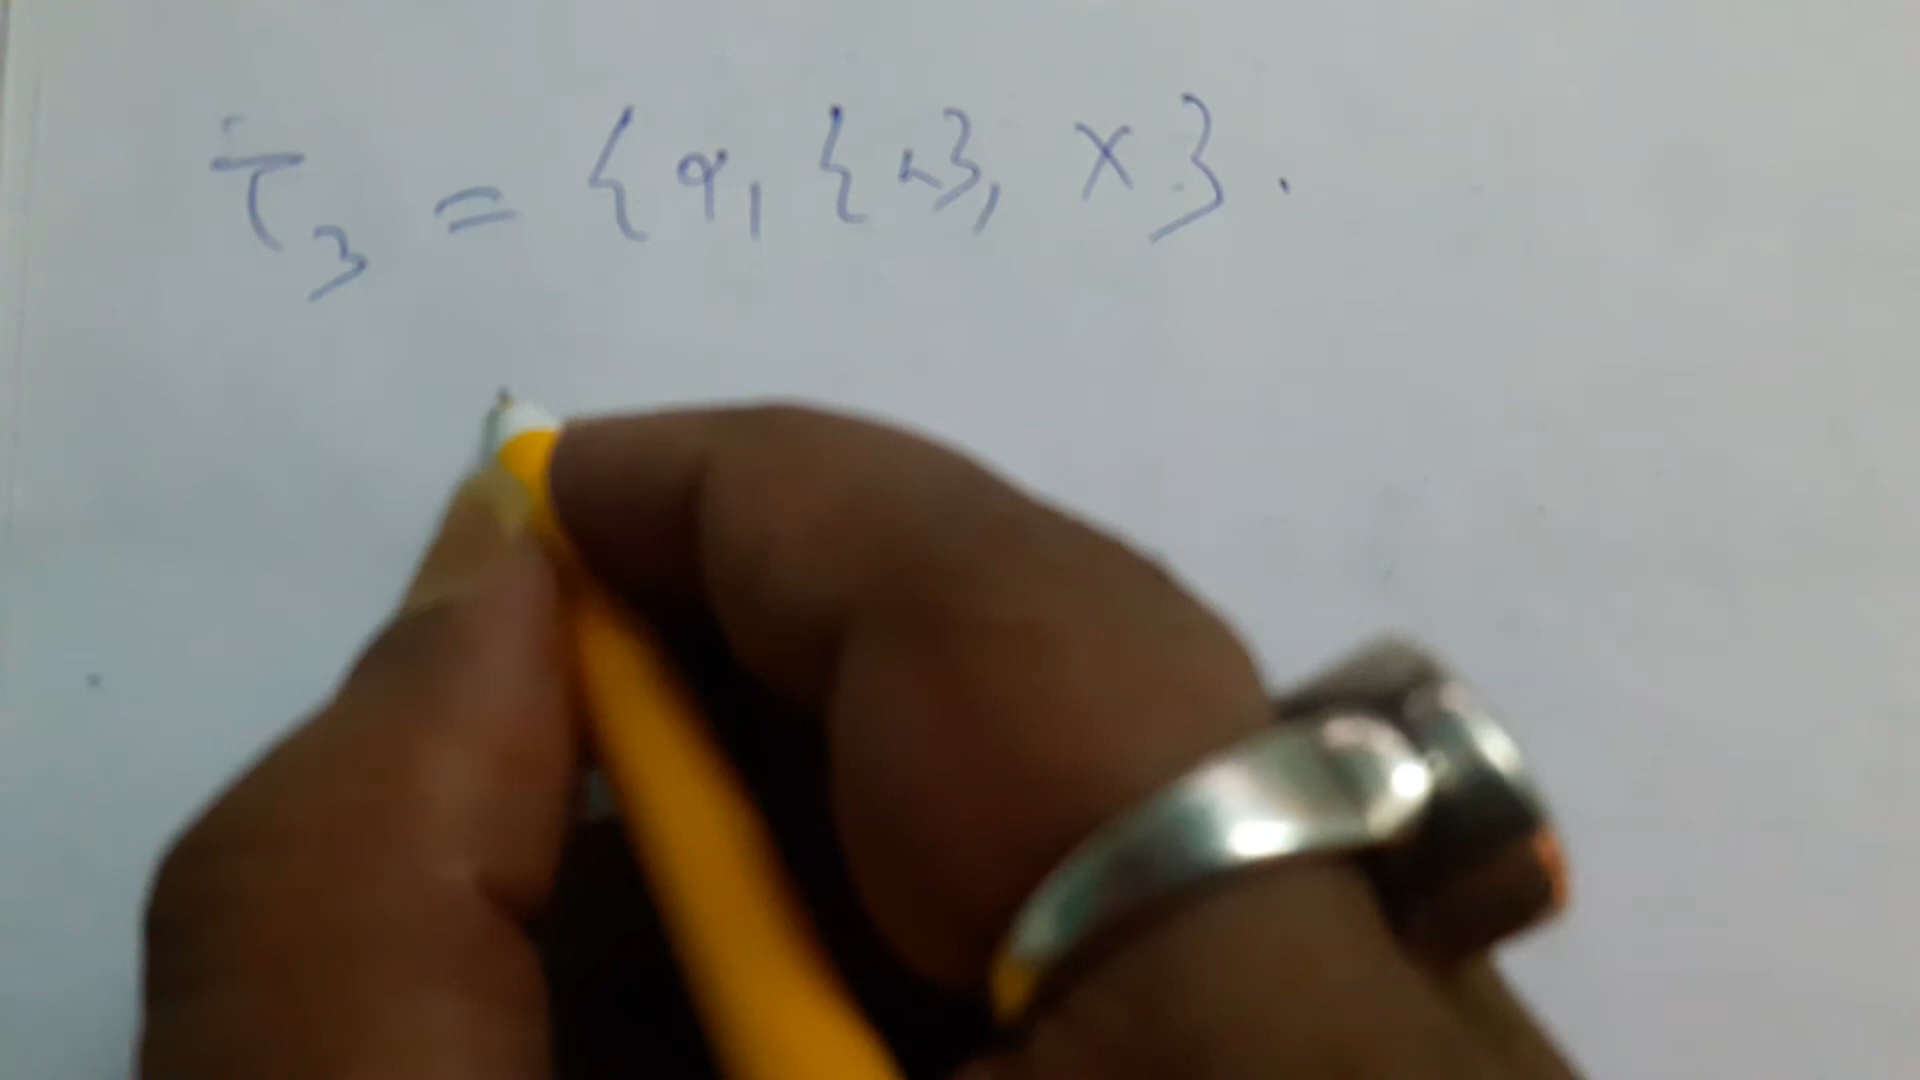 τ₃ = {φ, {a}, X}.